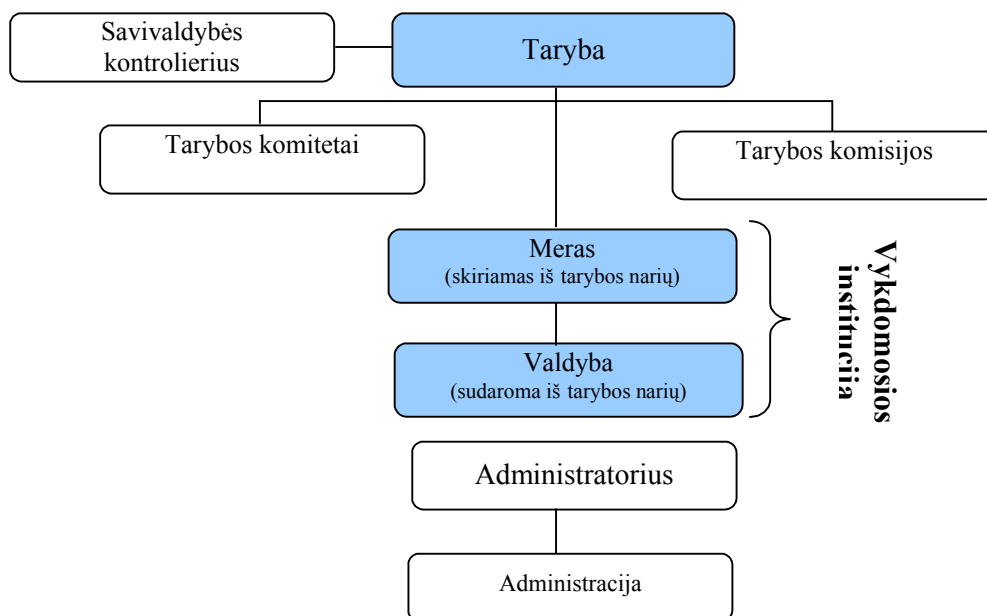 Savivaldybės
kontrolierius
Taryba
Tarybos komitetai
Tarybos komisijos
Meras
(skiriamas iš tarybos narių)
Valdyba
(sudaroma iš tarybos narių)
Vykdomosios
institucija
Administratorius
Administracija